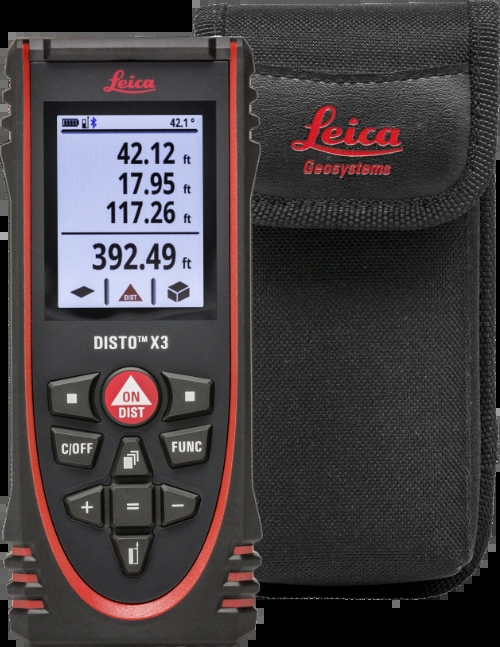 Leica
42.1°
42.12 ft
17.95 ft
117.26 ft
392.49 ft
DIST
DISTO™ X3
ON
DIST
C/OFF
FUNC
+ = −
Leica
Geosystems